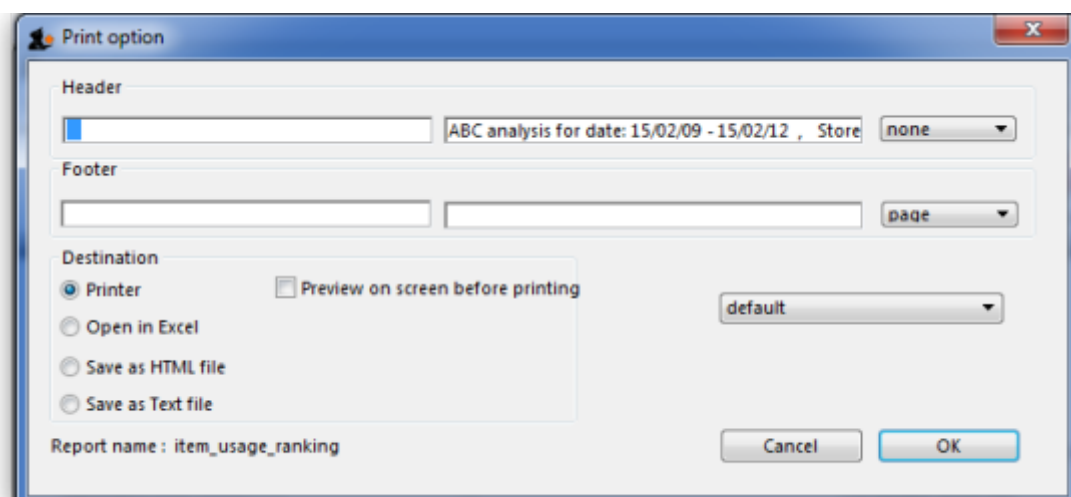 Print option
Header
ABC analysis for date: 15/02/09 - 15/02/12 , Store
none
Footer
page
Destination
Printer
Preview on screen before printing
default
Open in Excel
Save as HTML file
Save as Text file
Report name : item_usage_ranking
Cancel
OK